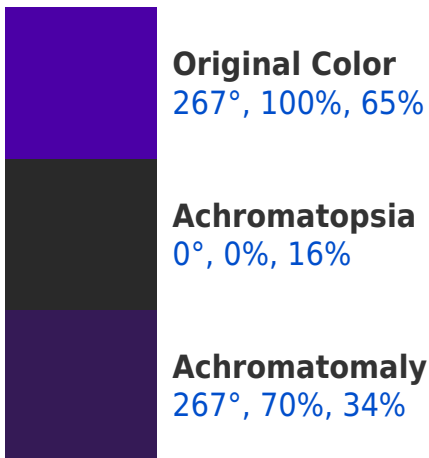 Original Color
267°, 100%, 65%
Achromatopsia
0°, 0%, 16%
Achromatomaly
267°, 70%, 34%